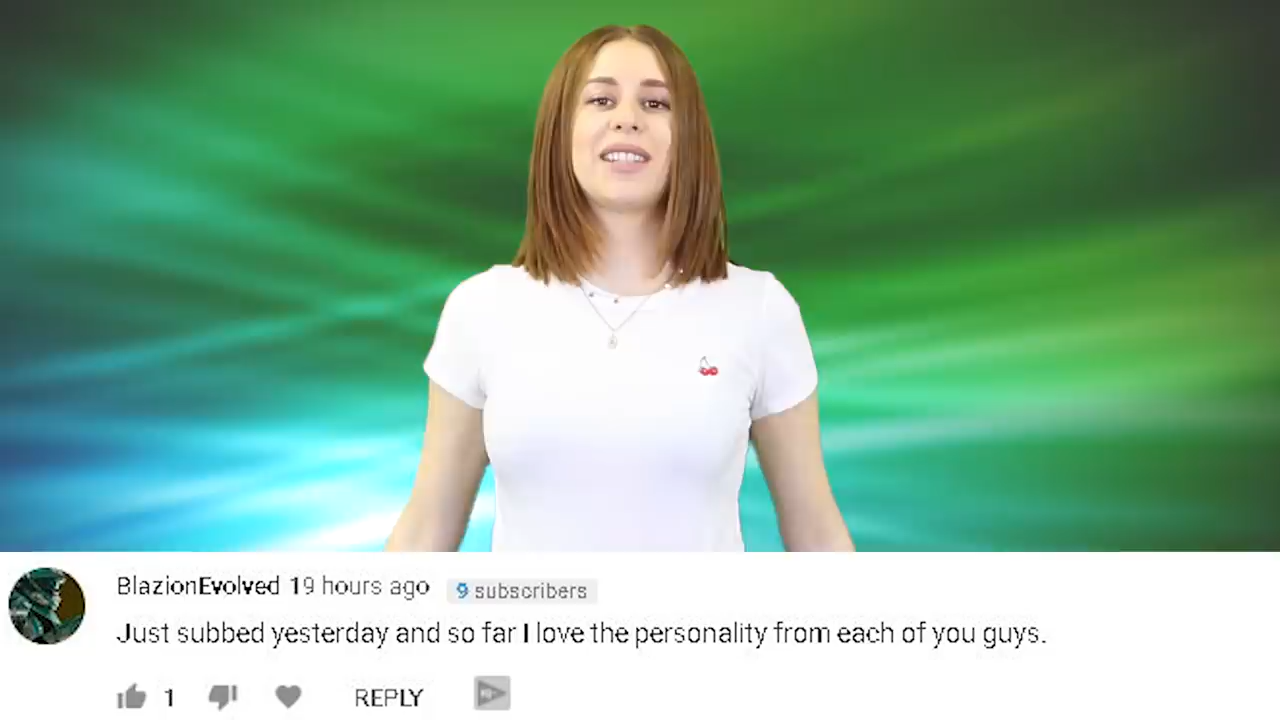 BlazionEvolved 19 hours ago 9 subscribers
Just subbed yesterday and so far I love the personality from each of you guys.
1 REPLY